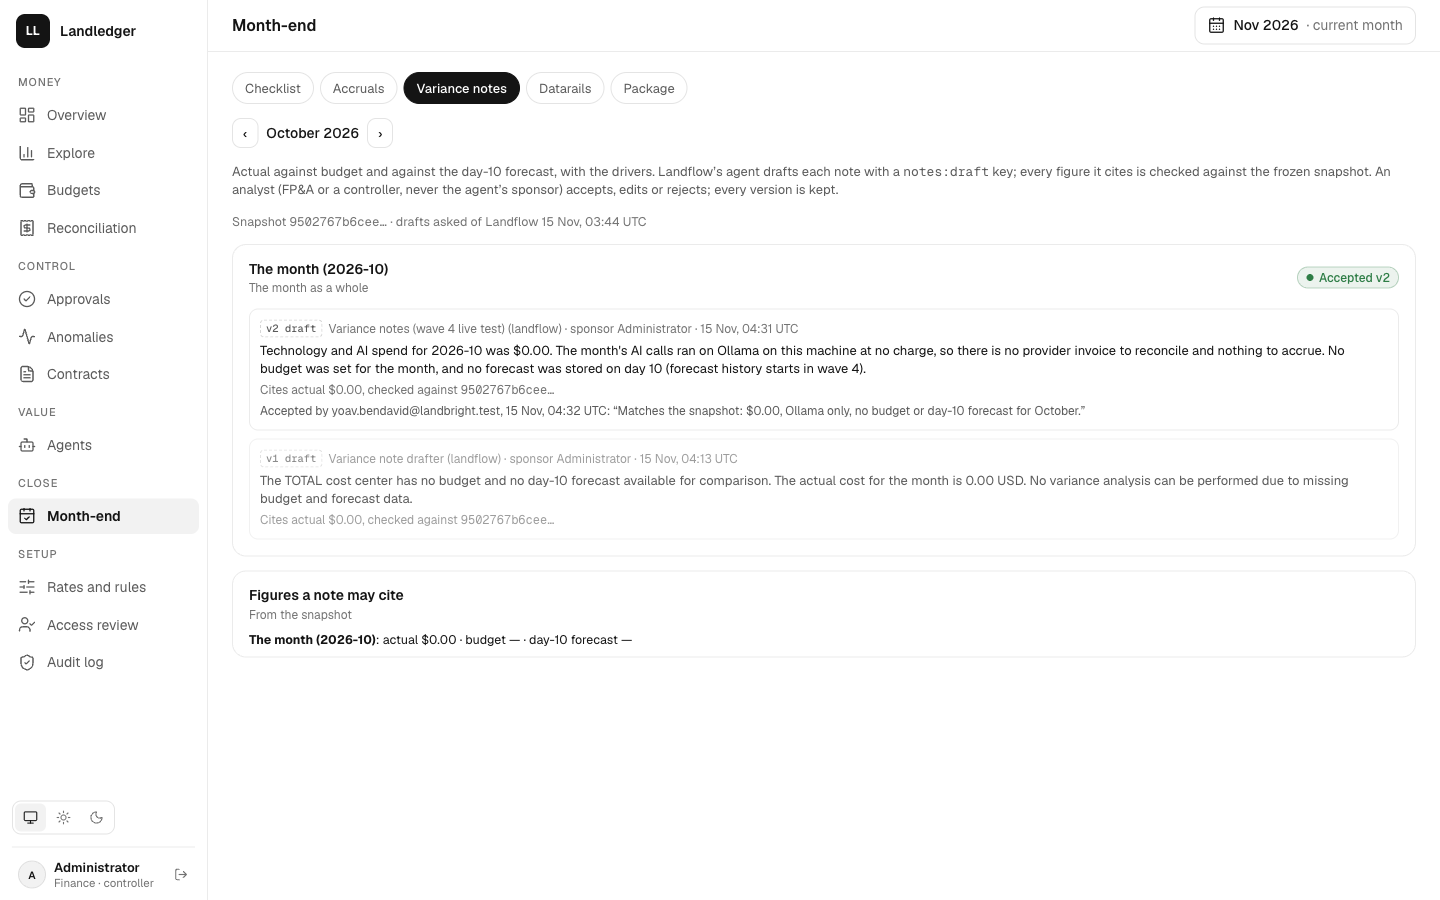 LL Landledger
MONEY
Overview
Explore
Budgets
Reconciliation
CONTROL
Approvals
Anomalies
Contracts
VALUE
Agents
CLOSE
Month-end
SETUP
Rates and rules
Access review
Audit log
A
Administrator
Finance · controller
Month-end
Nov 2026 · current month
Checklist Accruals Variance notes Datarails Package
‹ October 2026 ›
Actual against budget and against the day-10 forecast, with the drivers. Landflow’s agent drafts each note with a notes:draft key; every figure it cites is checked against the frozen snapshot. An
analyst (FP&A or a controller, never the agent’s sponsor) accepts, edits or rejects; every version is kept.
Snapshot 9502767b6cee… · drafts asked of Landflow 15 Nov, 03:44 UTC
The month (2026-10)
The month as a whole
Accepted v2
v2 draft Variance notes (wave 4 live test) (landflow) · sponsor Administrator · 15 Nov, 04:31 UTC
Technology and AI spend for 2026-10 was $0.00. The month's AI calls ran on Ollama on this machine at no charge, so there is no provider invoice to reconcile and nothing to accrue. No
budget was set for the month, and no forecast was stored on day 10 (forecast history starts in wave 4).
Cites actual $0.00, checked against 9502767b6cee…
Accepted by yoav.bendavid@landbright.test, 15 Nov, 04:32 UTC: “Matches the snapshot: $0.00, Ollama only, no budget or day-10 forecast for October.”
v1 draft Variance note drafter (landflow) · sponsor Administrator · 15 Nov, 04:13 UTC
The TOTAL cost center has no budget and no day-10 forecast available for comparison. The actual cost for the month is 0.00 USD. No variance analysis can be performed due to missing
budget and forecast data.
Cites actual $0.00, checked against 9502767b6cee…
Figures a note may cite
From the snapshot
The month (2026-10): actual $0.00 · budget — · day-10 forecast —